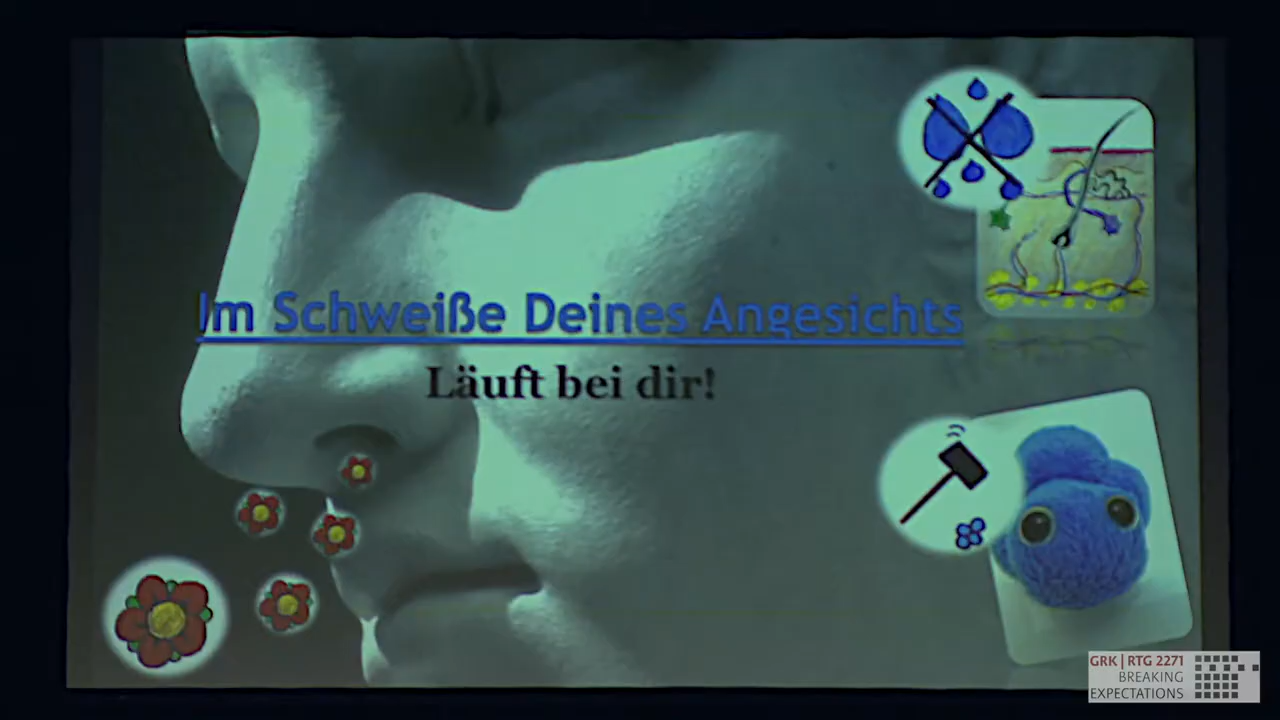 Im Schweiße Deines Angesichts
Läuft bei dir!
GRK | RTG 2271
BREAKING
EXPECTATIONS